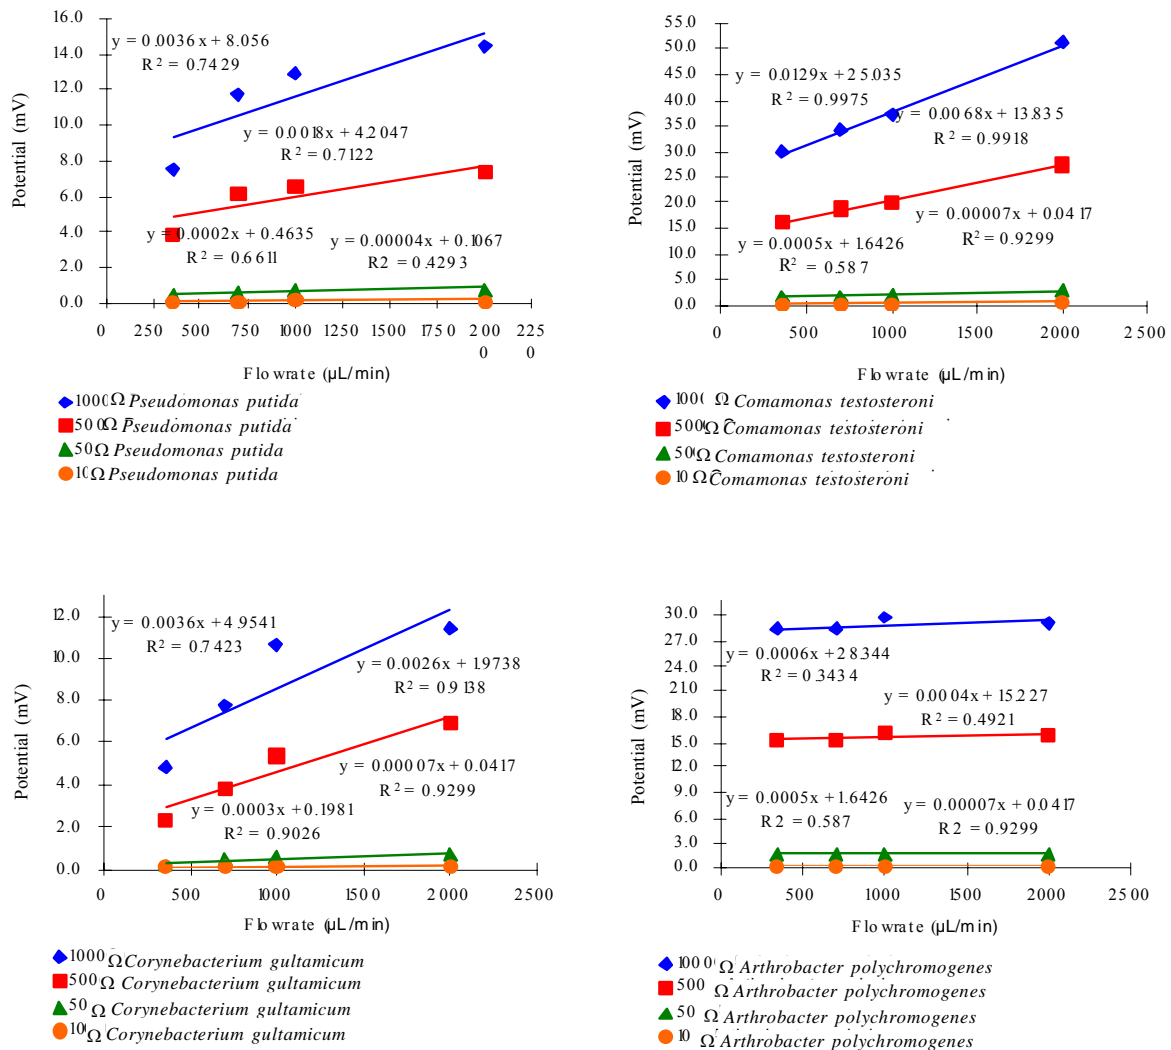 16.0
14.0
12.0
10.0
8.0
6.0
4.0
2.0
0.0
Potential (mV)
y = 0.0036x + 8.056
R² = 0.7429
y = 0.0018x + 4.2047
R² = 0.7122
y = 0.0002x + 0.4635
R² = 0.6611
y = 0.00004x + 0.1067
R2 = 0.4293
0 250 500 750 1000 1250 1500 1750 200 225
0 0
Flowrate (µL/min)
1000Ω Pseudomonas putida
500Ω Pseudomonas putida
50Ω Pseudomonas putida
10Ω Pseudomonas putida
55.0
50.0
45.0
40.0
35.0
30.0
25.0
20.0
15.0
10.0
5.0
0.0
Potential (mV)
y = 0.0129x + 25.035
R² = 0.9975
y = 0.0068x + 13.835
R² = 0.9918
y = 0.00007x + 0.0417
R² = 0.9299
y = 0.0005x + 1.6426
R² = 0.587
0 500 1000 1500 2000 2500
Flowrate (µL/min)
100( Ω Comamonas testosteroni
500Ω Comamonas testosteroni
50Ω Comamonas testosteroni
10 Ω Comamonas testosteroni
12.0
10.0
8.0
6.0
4.0
2.0
0.0
Potential (mV)
y = 0.0036x + 4.9541
R² = 0.7423
y = 0.0026x + 1.9738
R² = 0.9138
y = 0.00007x + 0.0417
R² = 0.9299
y = 0.0003x + 0.1981
R² = 0.9026
0 500 1000 1500 2000 2500
Flowrate (µL/min)
1000Ω Corynebacterium gultamicum
500Ω Corynebacterium gultamicum
50Ω Corynebacterium gultamicum
10Ω Corynebacterium gultamicum
30.0
27.0
24.0
21.0
18.0
15.0
12.0
9.0
6.0
3.0
0.0
Potential (mV)
y = 0.0006x + 28.344
R² = 0.3434
y = 0.0004x + 15.227
R² = 0.4921
y = 0.0005x + 1.6426
R2 = 0.587
y = 0.00007x + 0.0417
R2 = 0.9299
0 500 1000 1500 2000 2500
Flowrate (µL/min)
1000 Ω Arthrobacter polychromogenes
500 Ω Arthrobacter polychromogenes
50 Ω Arthrobacter polychromogenes
10 Ω Arthrobacter polychromogenes